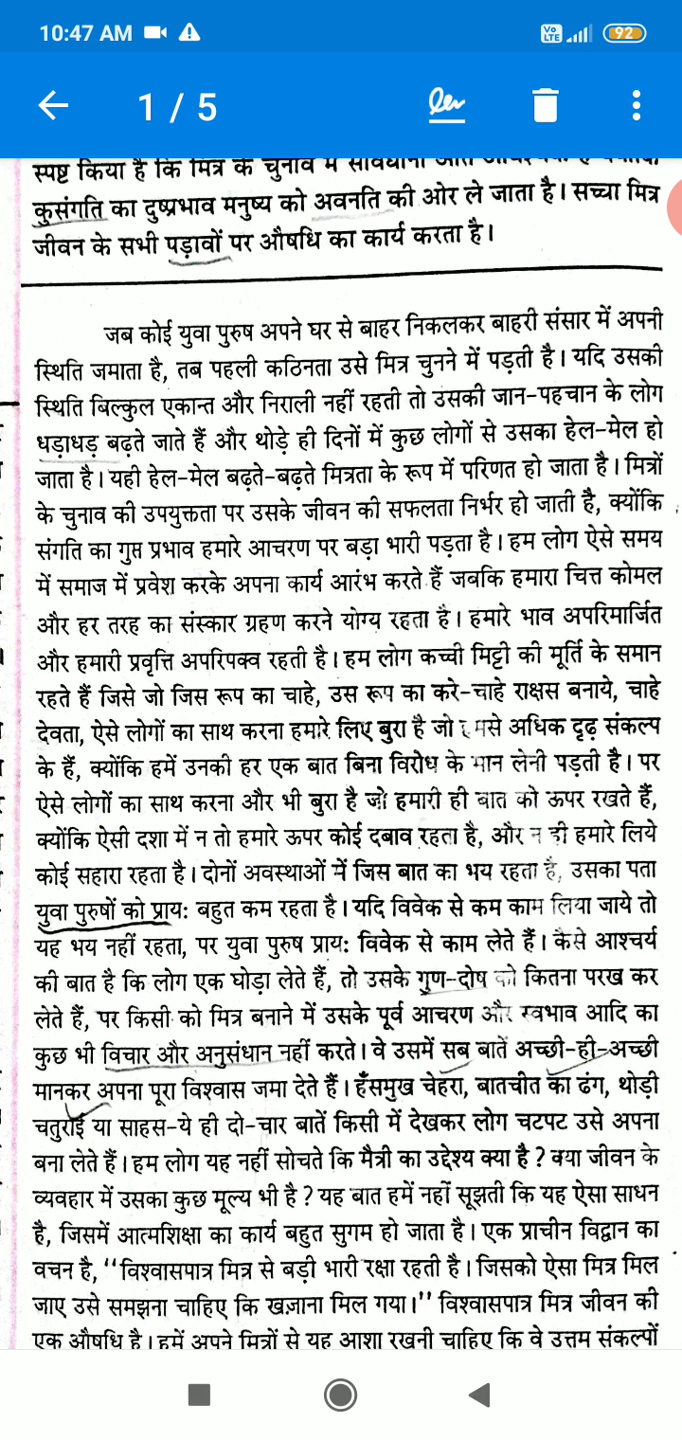 10:47 AM
Vo LTE 92
1 / 5
स्पष्ट किया है कि मित्र के चुनाव में सावधानी
कुसंगति का दुष्प्रभाव मनुष्य को अवनति की ओर ले जाता है। सच्चा मित्र
जीवन के सभी पड़ावों पर औषधि का कार्य करता है।
जब कोई युवा पुरुष अपने घर से बाहर निकलकर बाहरी संसार में अपनी
स्थिति जमाता है, तब पहली कठिनता उसे मित्र चुनने में पड़ती है। यदि उसकी
स्थिति बिल्कुल एकान्त और निराली नहीं रहती तो उसकी जान-पहचान के लोग
धड़ाधड़ बढ़ते जाते हैं और थोड़े ही दिनों में कुछ लोगों से उसका हेल-मेल हो
जाता है। यही हेल-मेल बढ़ते-बढ़ते मित्रता के रूप में परिणत हो जाता है। मित्रों
के चुनाव की उपयुक्तता पर उसके जीवन की सफलता निर्भर हो जाती है, क्योंकि
संगति का गुप्त प्रभाव हमारे आचरण पर बड़ा भारी पड़ता है। हम लोग ऐसे समय
में समाज में प्रवेश करके अपना कार्य आरंभ करते हैं जबकि हमारा चित्त कोमल
और हर तरह का संस्कार ग्रहण करने योग्य रहता है। हमारे भाव अपरिमार्जित
और हमारी प्रवृत्ति अपरिपक्व रहती है। हम लोग कच्ची मिट्टी की मूर्ति के समान
रहते हैं जिसे जो जिस रूप का चाहे, उस रूप का करे-चाहे राक्षस बनाये, चाहे
देवता, ऐसे लोगों का साथ करना हमारे लिए बुरा है जो हमसे अधिक दृढ़ संकल्प
के हैं, क्योंकि हमें उनकी हर एक बात बिना विरोध के मान लेनी पड़ती है। पर
ऐसे लोगों का साथ करना और भी बुरा है जो हमारी ही बात को ऊपर रखते हैं,
क्योंकि ऐसी दशा में न तो हमारे ऊपर कोई दबाव रहता है, और न ही हमारे लिये
कोई सहारा रहता है। दोनों अवस्थाओं में जिस बात का भय रहता है, उसका पता
युवा पुरुषों को प्राय: बहुत कम रहता है। यदि विवेक से कम काम लिया जाये तो
यह भय नहीं रहता, पर युवा पुरुष प्राय: विवेक से काम लेते हैं। कैसे आश्चर्य
की बात है कि लोग एक घोड़ा लेते हैं, तो उसके गुण-दोष को कितना परख कर
लेते हैं, पर किसी को मित्र बनाने में उसके पूर्व आचरण और स्वभाव आदि का
कुछ भी विचार और अनुसंधान नहीं करते। वे उसमें सब बातें अच्छी-ही-अच्छी
मानकर अपना पूरा विश्वास जमा देते हैं। हँसमुख चेहरा, बातचीत का ढंग, थोड़ी
चतुराई या साहस-ये ही दो-चार बातें किसी में देखकर लोग चटपट उसे अपना
बना लेते हैं। हम लोग यह नहीं सोचते कि मैत्री का उद्देश्य क्या है ? क्या जीवन के
व्यवहार में उसका कुछ मूल्य भी है ? यह बात हमें नहीं सूझती कि यह ऐसा साधन
है, जिसमें आत्मशिक्षा का कार्य बहुत सुगम हो जाता है। एक प्राचीन विद्वान का
वचन है, ''विश्वासपात्र मित्र से बड़ी भारी रक्षा रहती है। जिसको ऐसा मित्र मिल
जाए उसे समझना चाहिए कि खज़ाना मिल गया।'' विश्वासपात्र मित्र जीवन की
एक औषधि है। हमें अपने मित्रों से यह आशा रखनी चाहिए कि वे उत्तम संकल्पों